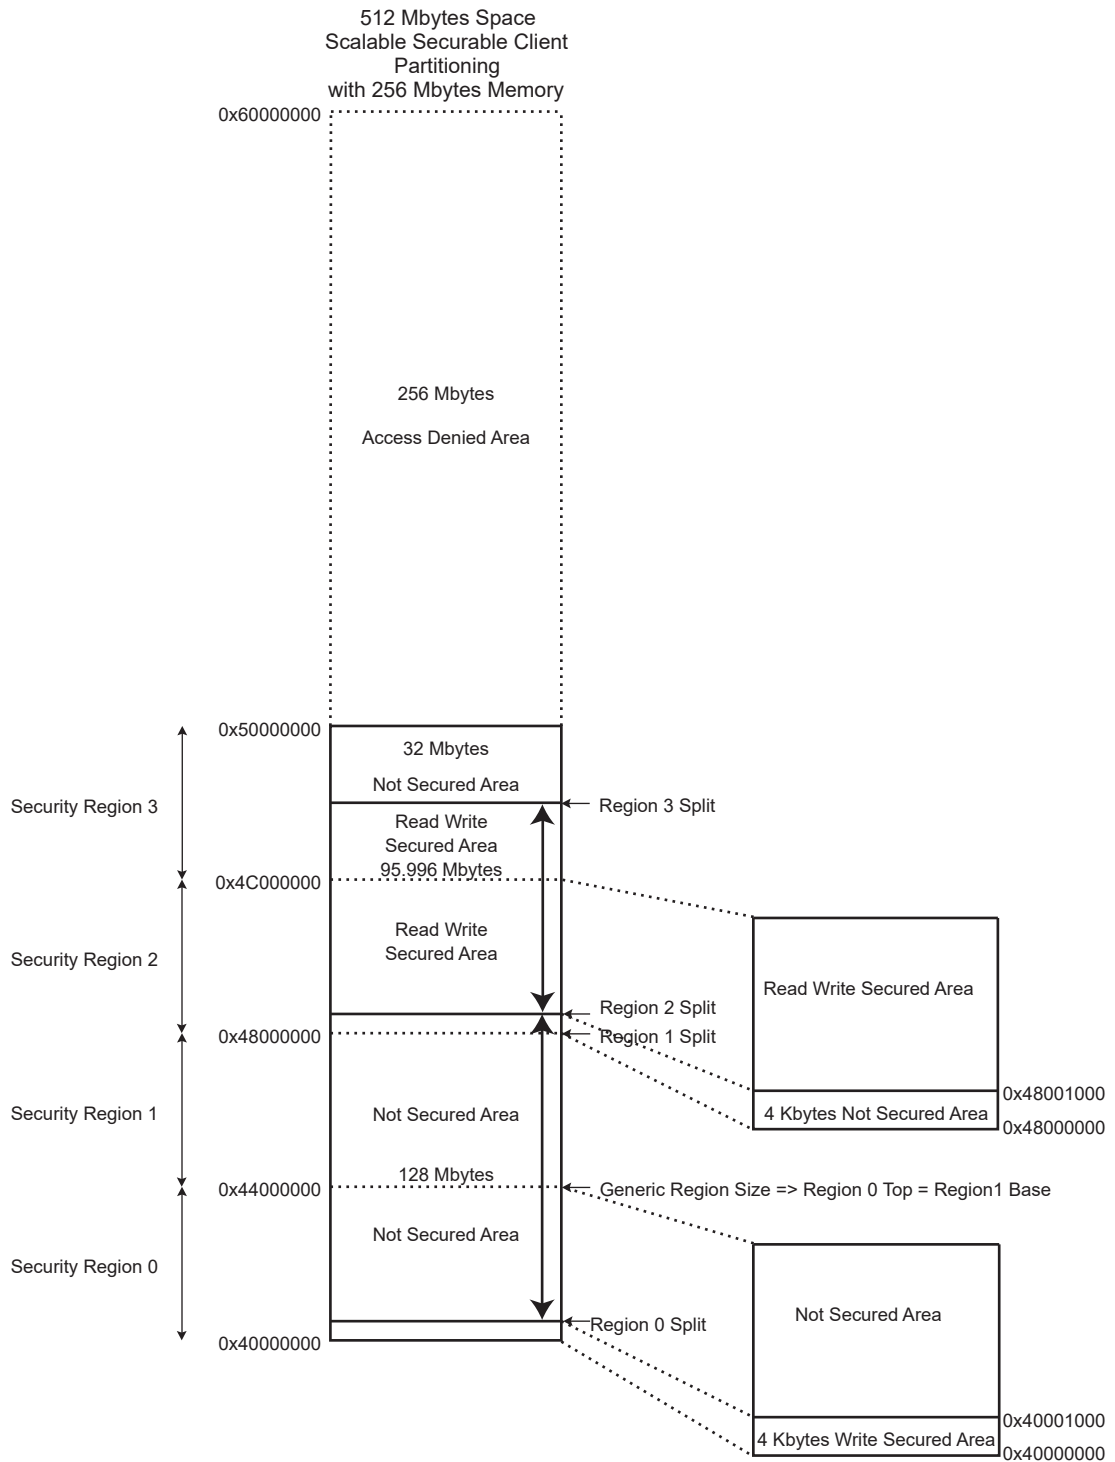 512 Mbytes Space
Scalable Securable Client
Partitioning
with 256 Mbytes Memory
0x60000000
256 Mbytes
Access Denied Area
0x50000000
32 Mbytes
Not Secured Area
Security Region 3
Region 3 Split
Read Write
Secured Area
95.996 Mbytes
0x4C000000
Read Write
Secured Area
Security Region 2
Read Write Secured Area
Region 2 Split
0x48000000
Region 1 Split
0x48001000
4 Kbytes Not Secured Area
0x48000000
Security Region 1
Not Secured Area
128 Mbytes
0x44000000
Generic Region Size => Region 0 Top = Region1 Base
Not Secured Area
Security Region 0
Not Secured Area
Region 0 Split
0x40000000
0x40001000
4 Kbytes Write Secured Area
0x40000000